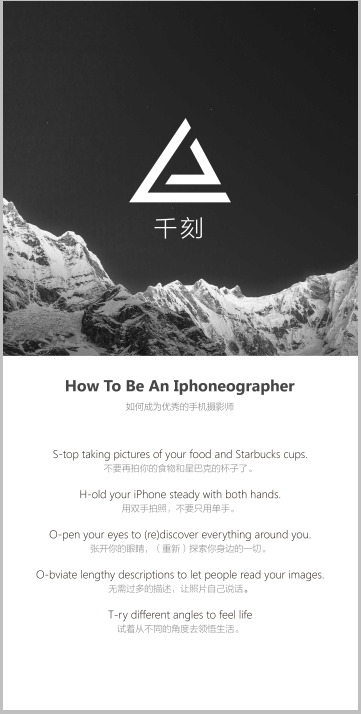 千刻
How To Be An Iphoneographer
如何成为优秀的手机摄影师
S-top taking pictures of your food and Starbucks cups.
不要再拍你的食物和星巴克的杯子了。
H-old your iPhone steady with both hands.
用双手拍照，不要只用单手。
O-pen your eyes to (re)discover everything around you.
张开你的眼睛，（重新）探索你身边的一切。
O-bviate lengthy descriptions to let people read your images.
无需过多的描述，让照片自己说话。
T-ry different angles to feel life
试着从不同的角度去领悟生活。